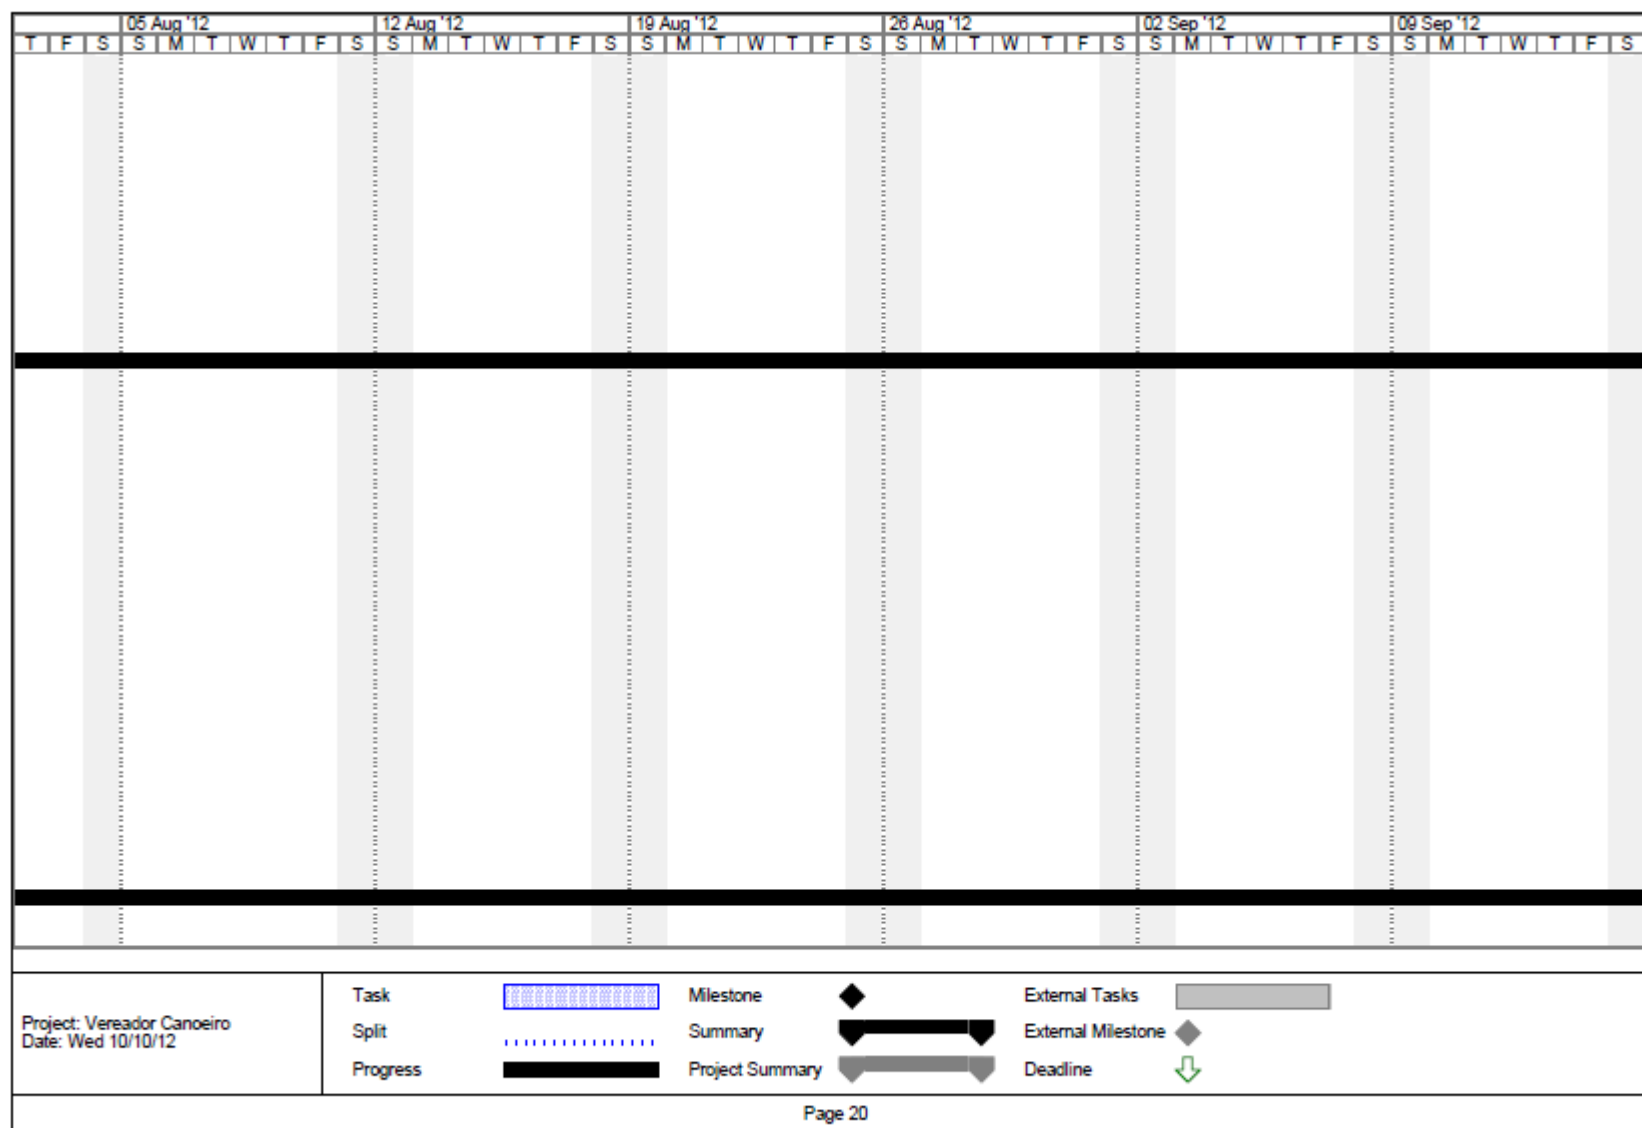 05 Aug '12 12 Aug '12 19 Aug '12 26 Aug '12 02 Sep '12 09 Sep '12
T F S S M T W T F S S M T W T F S S M T W T F S S M T W T F S S M T W T F S S M T W T F S
Project: Vereador Canoeiro
Date: Wed 10/10/12
Task
Split
Progress
Milestone
Summary
Project Summary
External Tasks
External Milestone
Deadline
Page 20